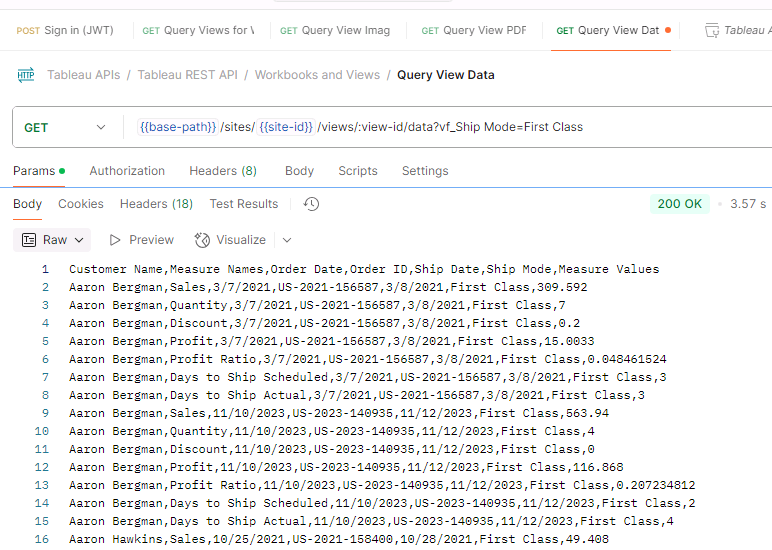 POST Sign in (JWT) GET Query Views for GET Query View Imag GET Query View PDF GET Query View Dat Tableau A
HTTP Tableau APIs / Tableau REST API / Workbooks and Views / Query View Data
GET {{base-path}}/sites/{{site-id}}/views/:view-id/data?vf_Ship Mode=First Class
Params Authorization Headers (8) Body Scripts Settings
Body Cookies Headers (18) Test Results 200 OK 3.57 s
Raw Preview Visualize
1 Customer Name,Measure Names,Order Date,Order ID,Ship Date,Ship Mode,Measure Values
2 Aaron Bergman,Sales,3/7/2021,US-2021-156587,3/8/2021,First Class,309.592
3 Aaron Bergman,Quantity,3/7/2021,US-2021-156587,3/8/2021,First Class,7
4 Aaron Bergman,Discount,3/7/2021,US-2021-156587,3/8/2021,First Class,0.2
5 Aaron Bergman,Profit,3/7/2021,US-2021-156587,3/8/2021,First Class,15.0033
6 Aaron Bergman,Profit Ratio,3/7/2021,US-2021-156587,3/8/2021,First Class,0.048461524
7 Aaron Bergman,Days to Ship Scheduled,3/7/2021,US-2021-156587,3/8/2021,First Class,3
8 Aaron Bergman,Days to Ship Actual,3/7/2021,US-2021-156587,3/8/2021,First Class,3
9 Aaron Bergman,Sales,11/10/2023,US-2023-140935,11/12/2023,First Class,563.94
10 Aaron Bergman,Quantity,11/10/2023,US-2023-140935,11/12/2023,First Class,4
11 Aaron Bergman,Discount,11/10/2023,US-2023-140935,11/12/2023,First Class,0
12 Aaron Bergman,Profit,11/10/2023,US-2023-140935,11/12/2023,First Class,116.868
13 Aaron Bergman,Profit Ratio,11/10/2023,US-2023-140935,11/12/2023,First Class,0.207234812
14 Aaron Bergman,Days to Ship Scheduled,11/10/2023,US-2023-140935,11/12/2023,First Class,2
15 Aaron Bergman,Days to Ship Actual,11/10/2023,US-2023-140935,11/12/2023,First Class,4
16 Aaron Hawkins,Sales,10/25/2021,US-2021-158400,10/28/2021,First Class,49.408